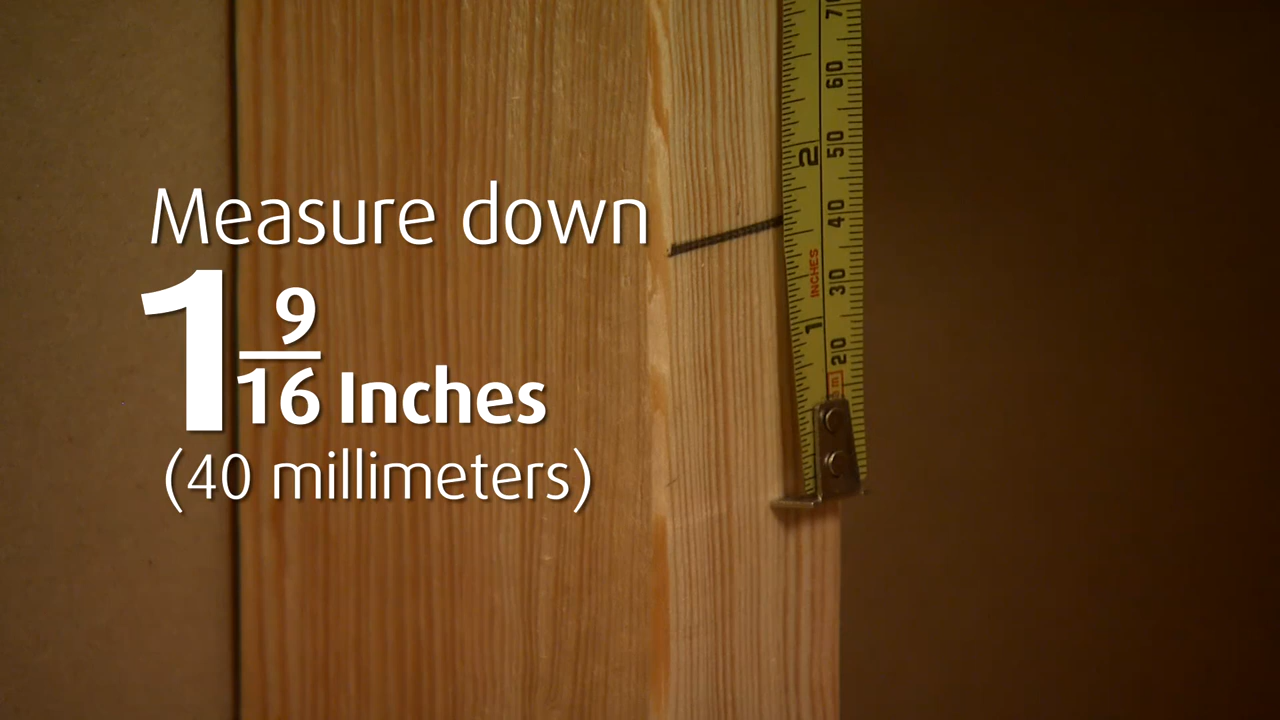 Measure down
1 9/16 Inches
(40 millimeters)
70
60
50
2
40
INCHES
30
1
20
m